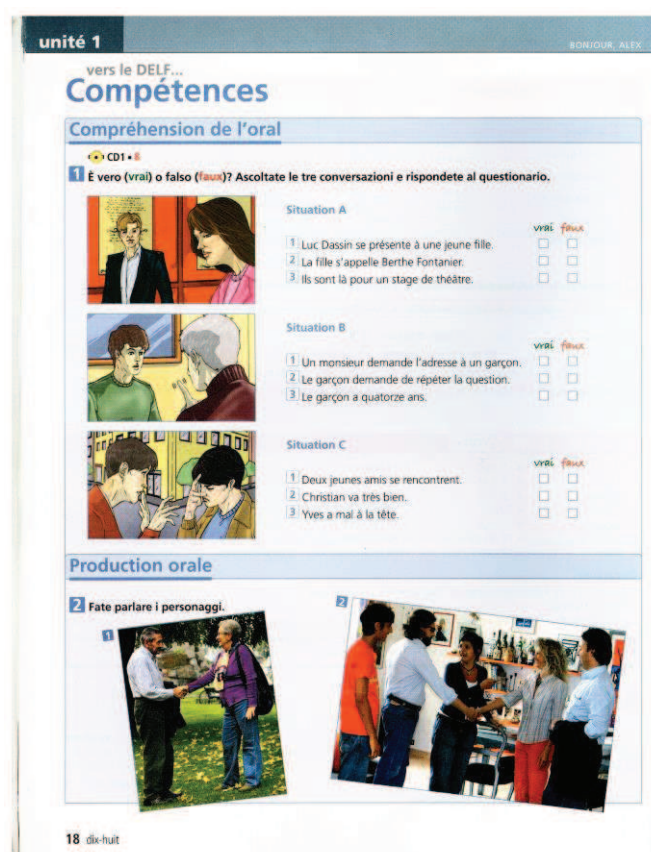 unité 1
BONJOUR, ALEX
vers le DELF...
Compétences
Compréhension de l'oral
CD1 • 8
1 È vero (vrai) o falso (faux)? Ascoltate le tre conversazioni e rispondete al questionario.
Situation A
vrai faux
1 Luc Dassin se présente à une jeune fille.
2 La fille s'appelle Berthe Fontanier.
3 Ils sont là pour un stage de théâtre.
Situation B
vrai faux
1 Un monsieur demande l'adresse à un garçon.
2 Le garçon demande de répéter la question.
3 Le garçon a quatorze ans.
Situation C
vrai faux
1 Deux jeunes amis se rencontrent.
2 Christian va très bien.
3 Yves a mal à la tête.
Production orale
2 Fate parlare i personaggi.
1
2
18 dix-huit